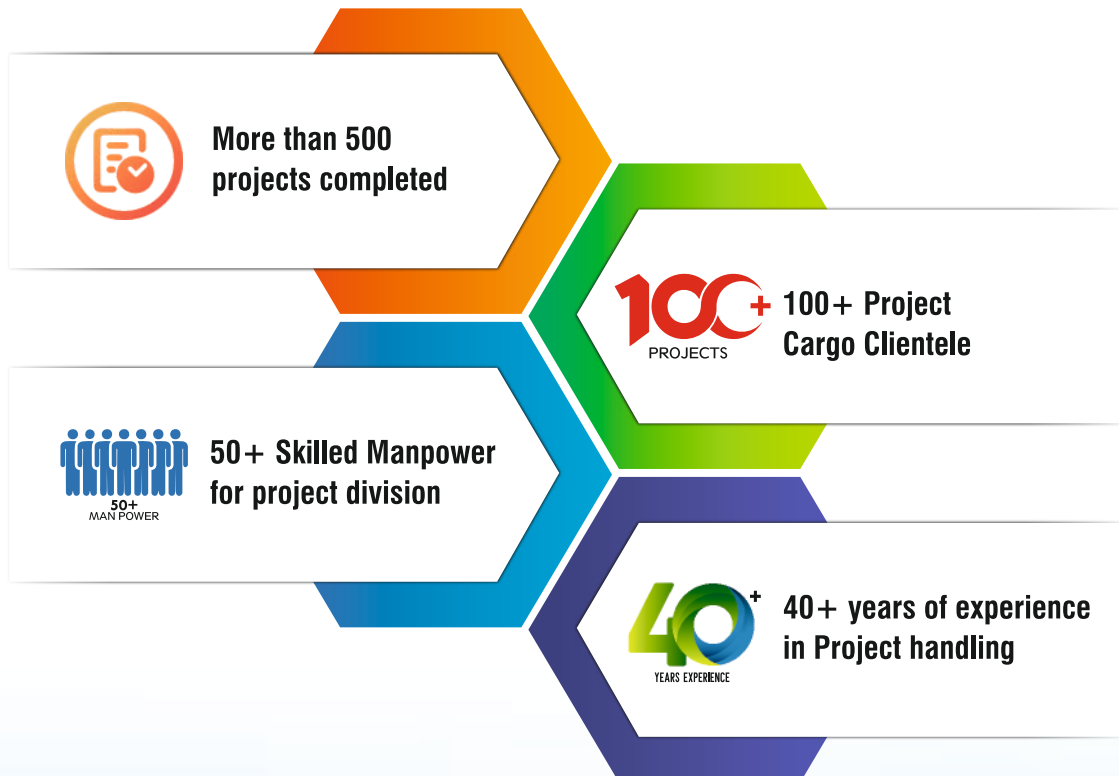 More than 500
projects completed
100+
PROJECTS
100+ Project
Cargo Clientele
50+
MAN POWER
50+ Skilled Manpower
for project division
40+
YEARS EXPERIENCE
40+ years of experience
in Project handling